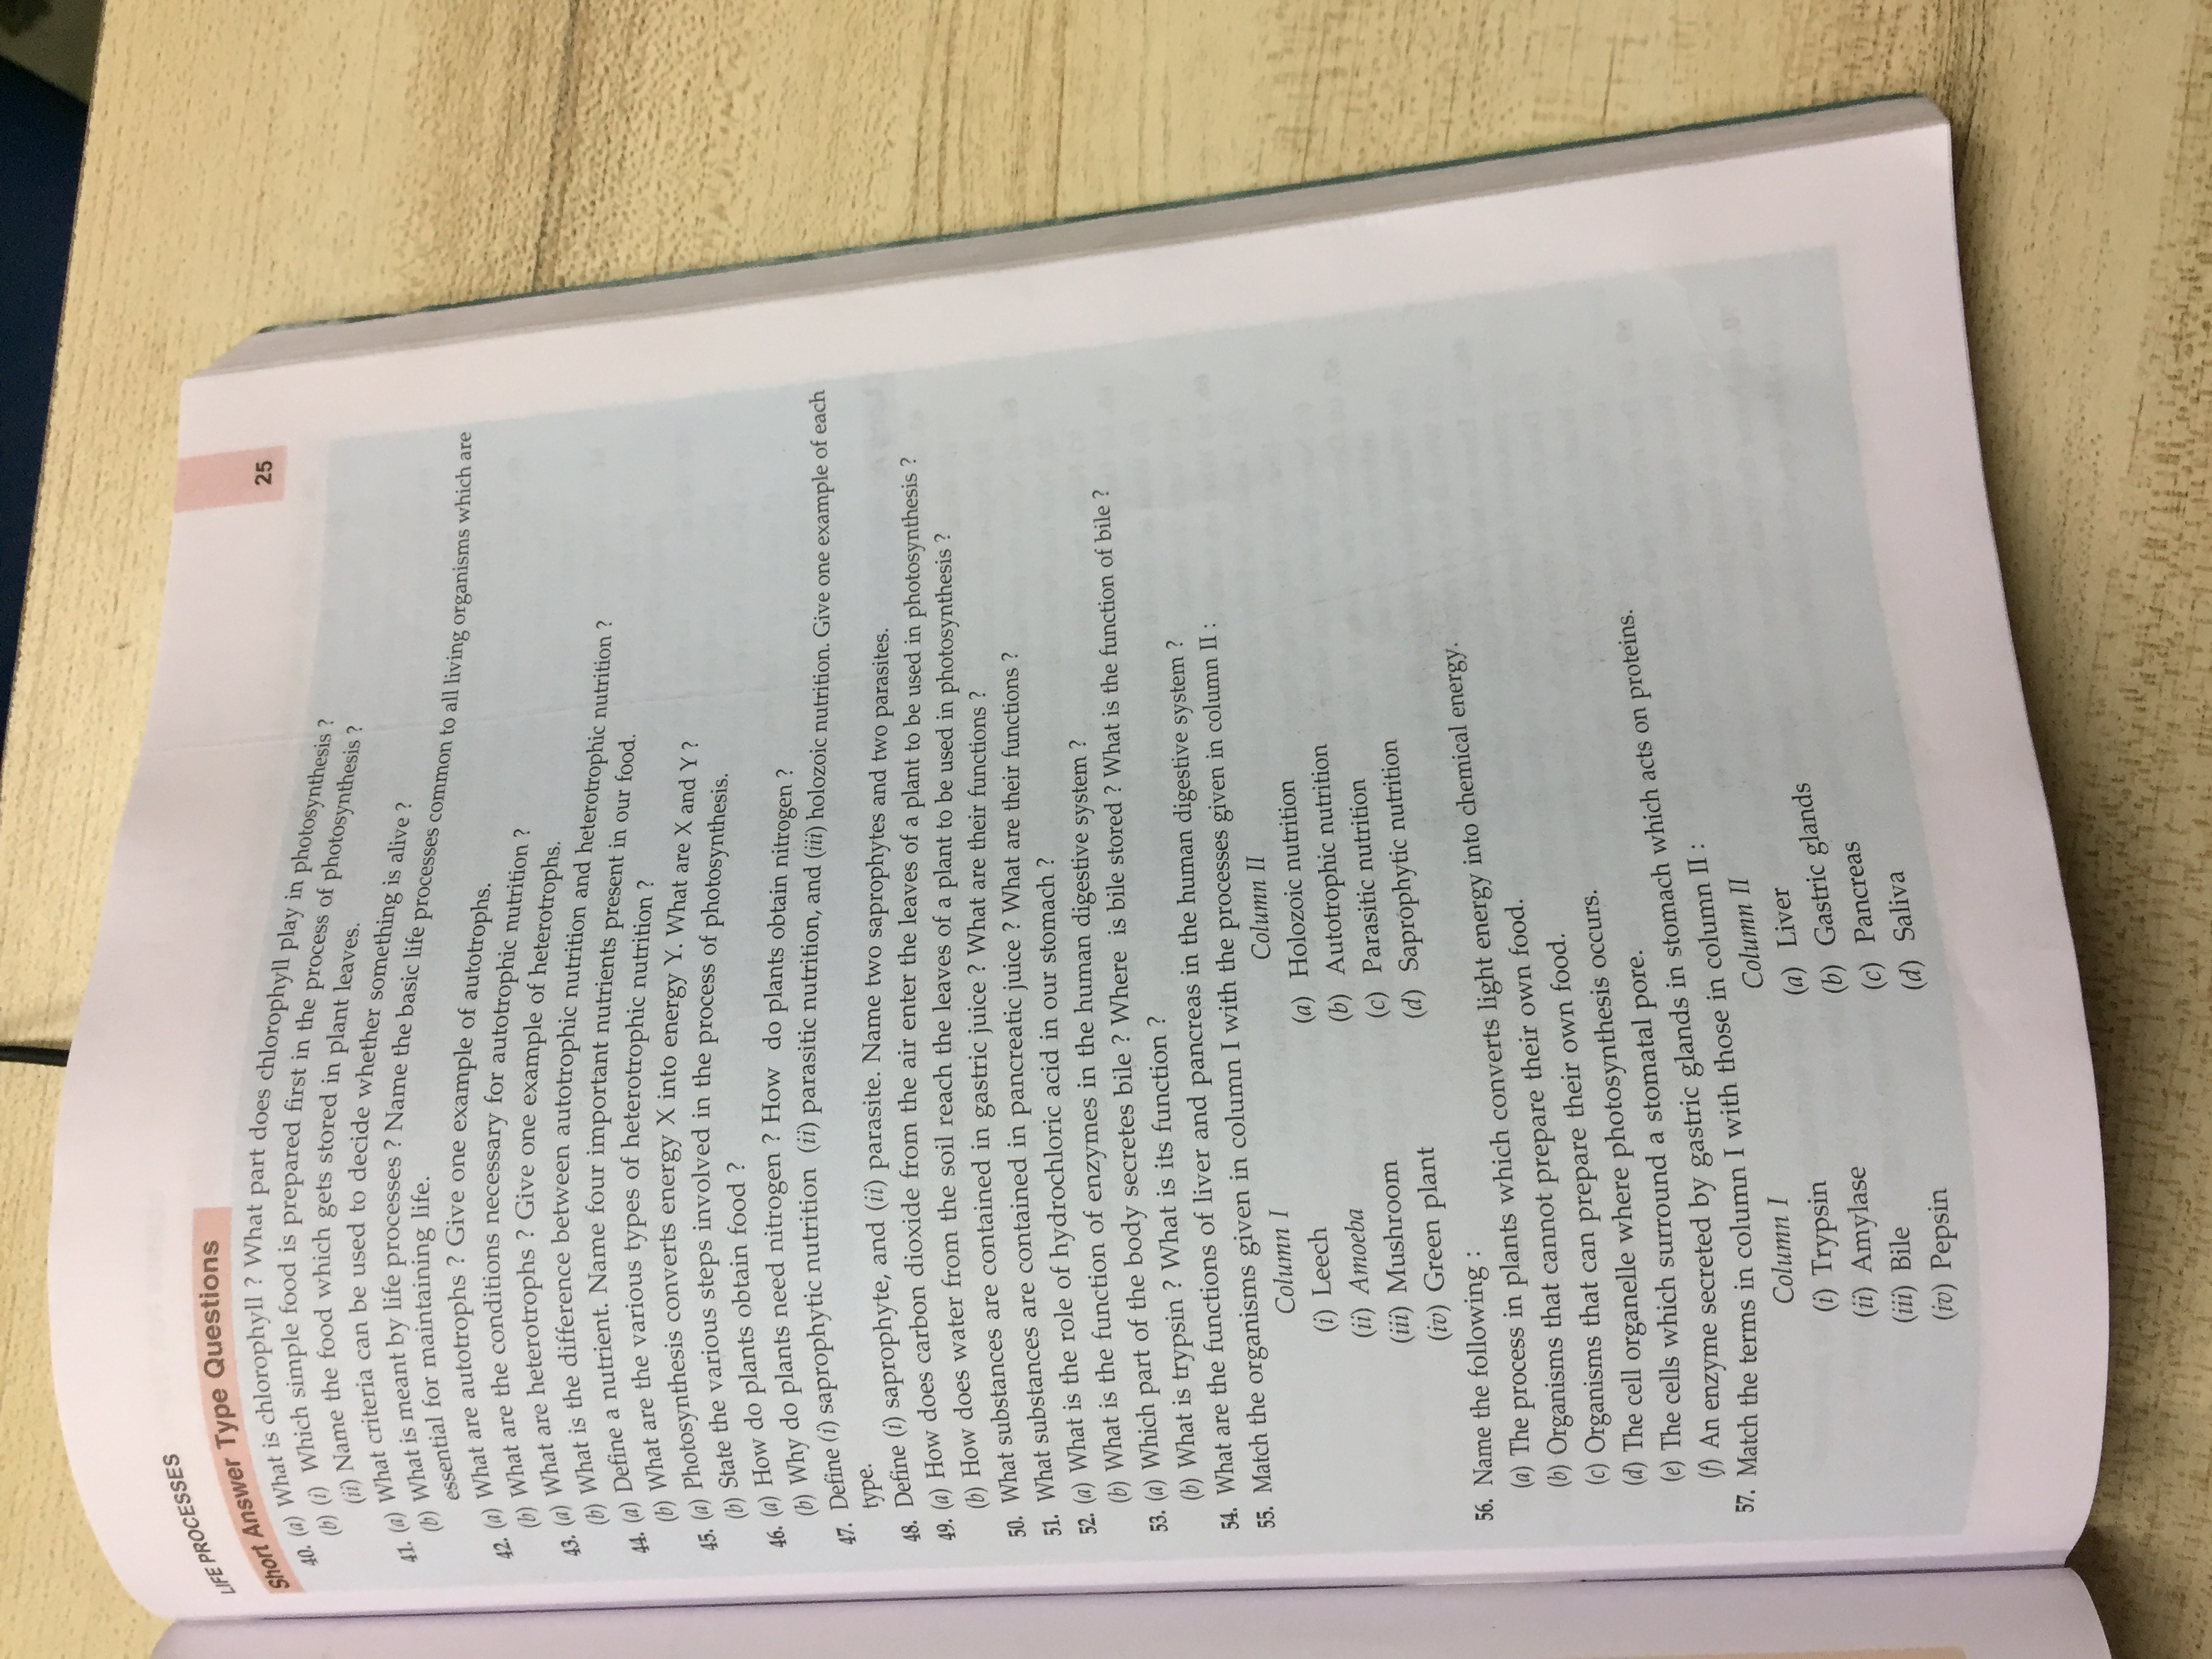 LIFE PROCESSES
25
Short Answer Type Questions
40. (a) What is chlorophyll ? What part does chlorophyll play in photosynthesis ?
(b) (i) Which simple food is prepared first in the process of photosynthesis ?
(ii) Name the food which gets stored in plant leaves.
41. (a) What criteria can be used to decide whether something is alive ?
(b) What is meant by life processes ? Name the basic life processes common to all living organisms which are
essential for maintaining life.
42. (a) What are autotrophs ? Give one example of autotrophs.
(b) What are the conditions necessary for autotrophic nutrition ?
43. (a) What are heterotrophs ? Give one example of heterotrophs.
(b) What is the difference between autotrophic nutrition and heterotrophic nutrition ?
44. (a) Define a nutrient. Name four important nutrients present in our food.
(b) What are the various types of heterotrophic nutrition ?
45. (a) Photosynthesis converts energy X into energy Y. What are X and Y ?
(b) State the various steps involved in the process of photosynthesis.
46. (a) How do plants obtain food ?
(b) Why do plants need nitrogen ? How do plants obtain nitrogen ?
47. Define (i) saprophytic nutrition (ii) parasitic nutrition, and (iii) holozoic nutrition. Give one example of each
type.
48. Define (i) saprophyte, and (ii) parasite. Name two saprophytes and two parasites.
49. (a) How does carbon dioxide from the air enter the leaves of a plant to be used in photosynthesis ?
(b) How does water from the soil reach the leaves of a plant to be used in photosynthesis ?
50. What substances are contained in gastric juice ? What are their functions ?
51. What substances are contained in pancreatic juice ? What are their functions ?
52. (a) What is the role of hydrochloric acid in our stomach ?
(b) What is the function of enzymes in the human digestive system ?
53. (a) Which part of the body secretes bile ? Where is bile stored ? What is the function of bile ?
(b) What is trypsin ? What is its function ?
54. What are the functions of liver and pancreas in the human digestive system ?
55. Match the organisms given in column I with the processes given in column II :
Column I Column II
(i) Leech (a) Holozoic nutrition
(ii) Amoeba (b) Autotrophic nutrition
(iii) Mushroom (c) Parasitic nutrition
(iv) Green plant (d) Saprophytic nutrition
56. Name the following :
(a) The process in plants which converts light energy into chemical energy.
(b) Organisms that cannot prepare their own food.
(c) Organisms that can prepare their own food.
(d) The cell organelle where photosynthesis occurs.
(e) The cells which surround a stomatal pore.
(f) An enzyme secreted by gastric glands in stomach which acts on proteins.
57. Match the terms in column I with those in column II :
Column I Column II
(i) Trypsin (a) Liver
(ii) Amylase (b) Gastric glands
(iii) Bile (c) Pancreas
(iv) Pepsin (d) Saliva